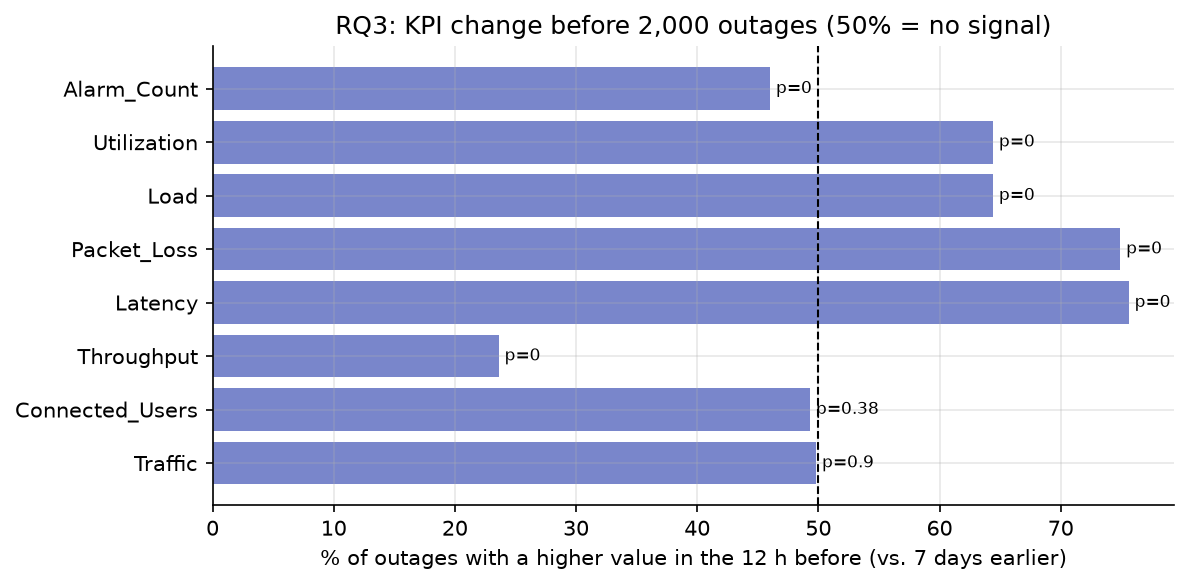 RQ3: KPI change before 2,000 outages (50% = no signal)
Alarm_Count
p=0
Utilization
p=0
Load
p=0
Packet_Loss
p=0
Latency
p=0
Throughput
p=0
Connected_Users
p=0.38
Traffic
p=0.9
0 10 20 30 40 50 60 70
% of outages with a higher value in the 12 h before (vs. 7 days earlier)